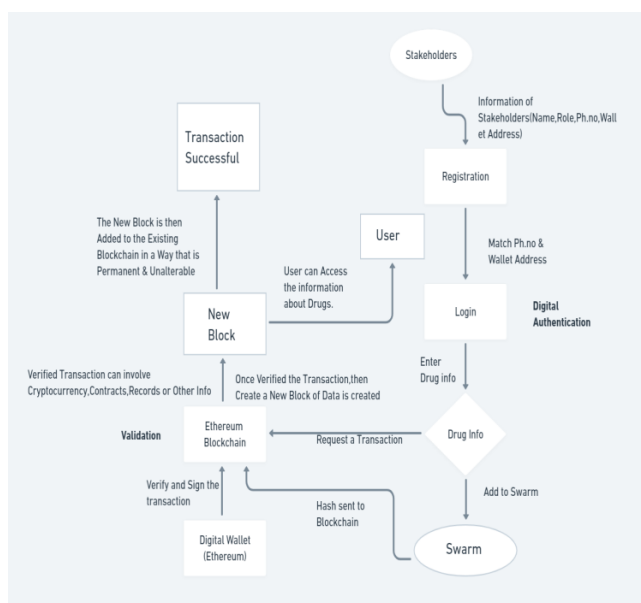 Stakeholders
Information of
Stakeholders(Name,Role,Ph.no,Wall
et Address)
Transaction
Successful
Registration
The New Block is then
Added to the Existing
Blockchain in a Way that is
Permanent & Unalterable
User
Match Ph.no &
Wallet Address
User can Access
the information
about Drugs.
New
Block
Login
Digital
Authentication
Enter
Drug info
Verified Transaction can involve
Cryptocurrency,Contracts,Records or Other Info
Once Verified the Transaction,then
Create a New Block of Data is created
Validation
Ethereum
Blockchain
Request a Transaction
Drug Info
Verify and Sign the
transaction
Hash sent to
Blockchain
Add to Swarm
Digital Wallet
(Ethereum)
Swarm